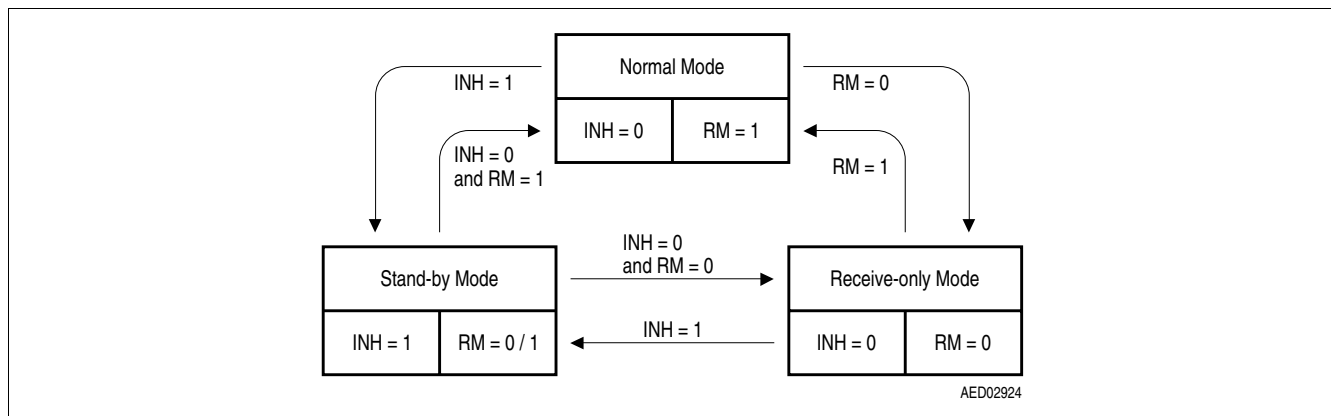 Normal Mode
INH = 1
RM = 0
INH = 0
RM = 1
INH = 0
and RM = 1
RM = 1
INH = 0
and RM = 0
Stand-by Mode
Receive-only Mode
INH = 1
INH = 1
RM = 0 / 1
INH = 0
RM = 0
AED02924